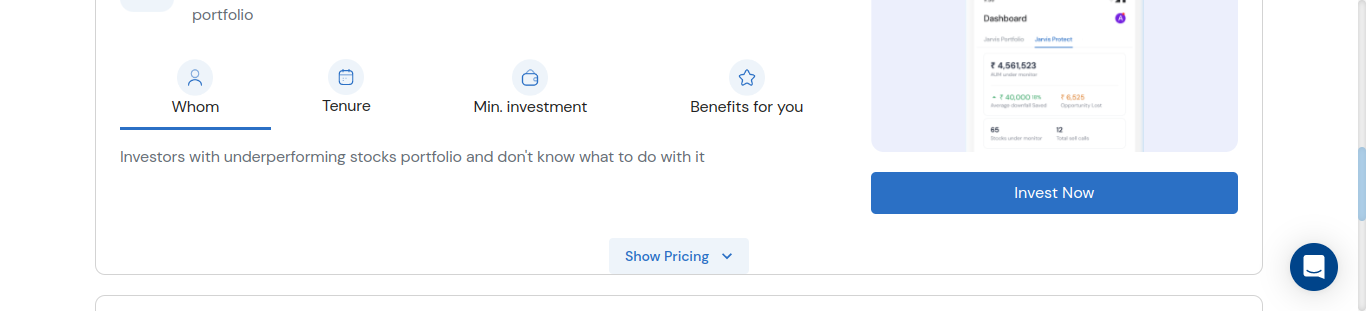 portfolio
Whom
Tenure
Min. investment
Benefits for you
Investors with underperforming stocks portfolio and don't know what to do with it
Dashboard
A
Jarvis Portfolio Jarvis Protect
₹ 4,561,523
AUM under monitor
₹ 40,000 10% ₹ 6,525
Average downfall Saved Opportunity Lost
65 12
Stocks under monitor Total sell calls
Invest Now
Show Pricing